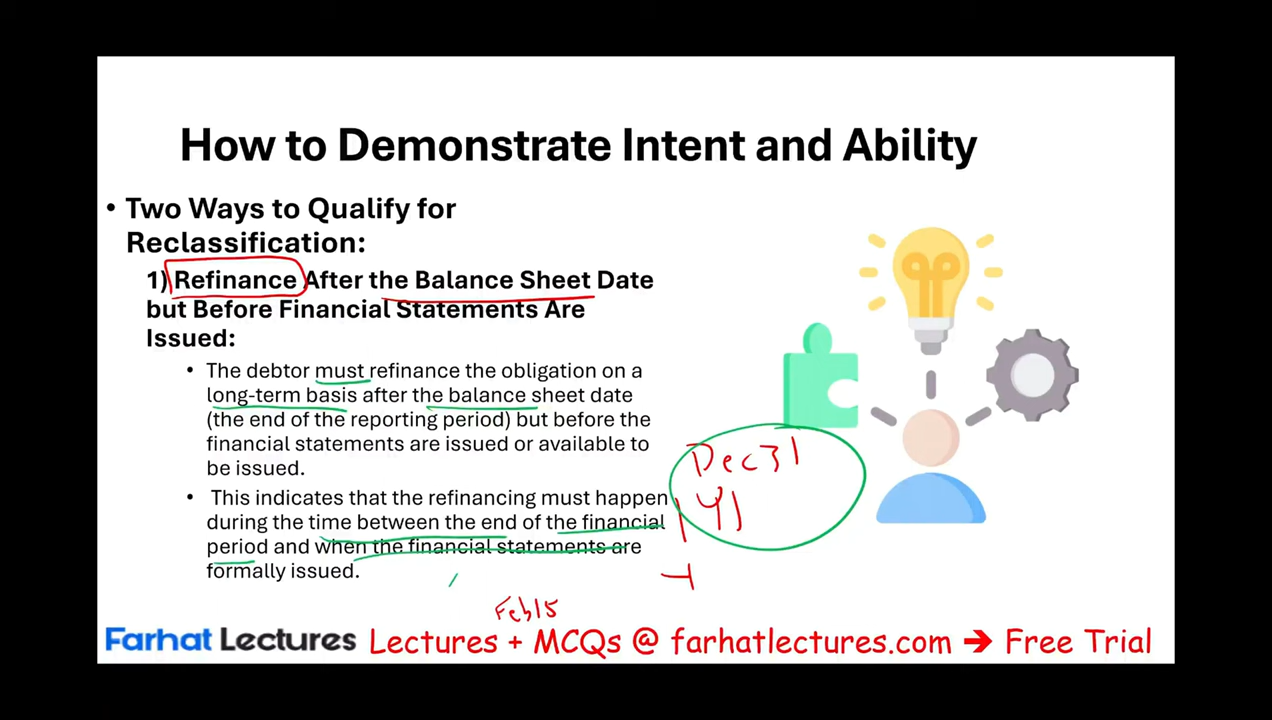 How to Demonstrate Intent and Ability
• Two Ways to Qualify for
Reclassification:
1) Refinance After the Balance Sheet Date
but Before Financial Statements Are
Issued:
• The debtor must refinance the obligation on a
long-term basis after the balance sheet date
(the end of the reporting period) but before the
financial statements are issued or available to
be issued.
• This indicates that the refinancing must happen
during the time between the end of the financial
period and when the financial statements are
formally issued.
Dec 31
Y1
Feb 15
Farhat Lectures Lectures + MCQs @ farhatlectures.com → Free Trial